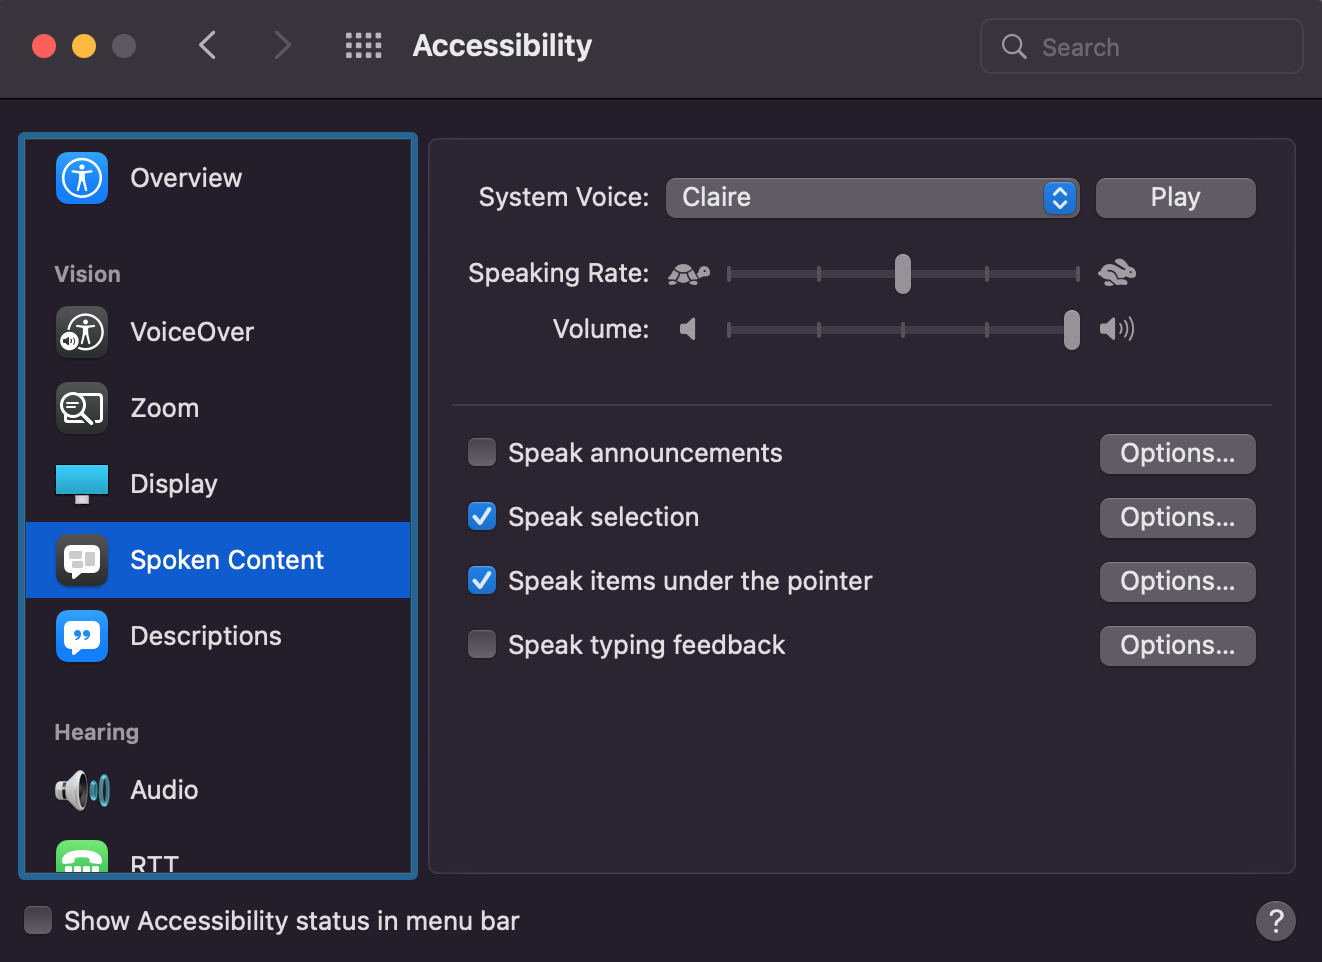 Accessibility
Search
Overview
Vision
VoiceOver
Zoom
Display
Spoken Content
Descriptions
Hearing
Audio
RTT
System Voice: Claire Play
Speaking Rate:
Volume:
Speak announcements Options...
Speak selection Options...
Speak items under the pointer Options...
Speak typing feedback Options...
Show Accessibility status in menu bar ?